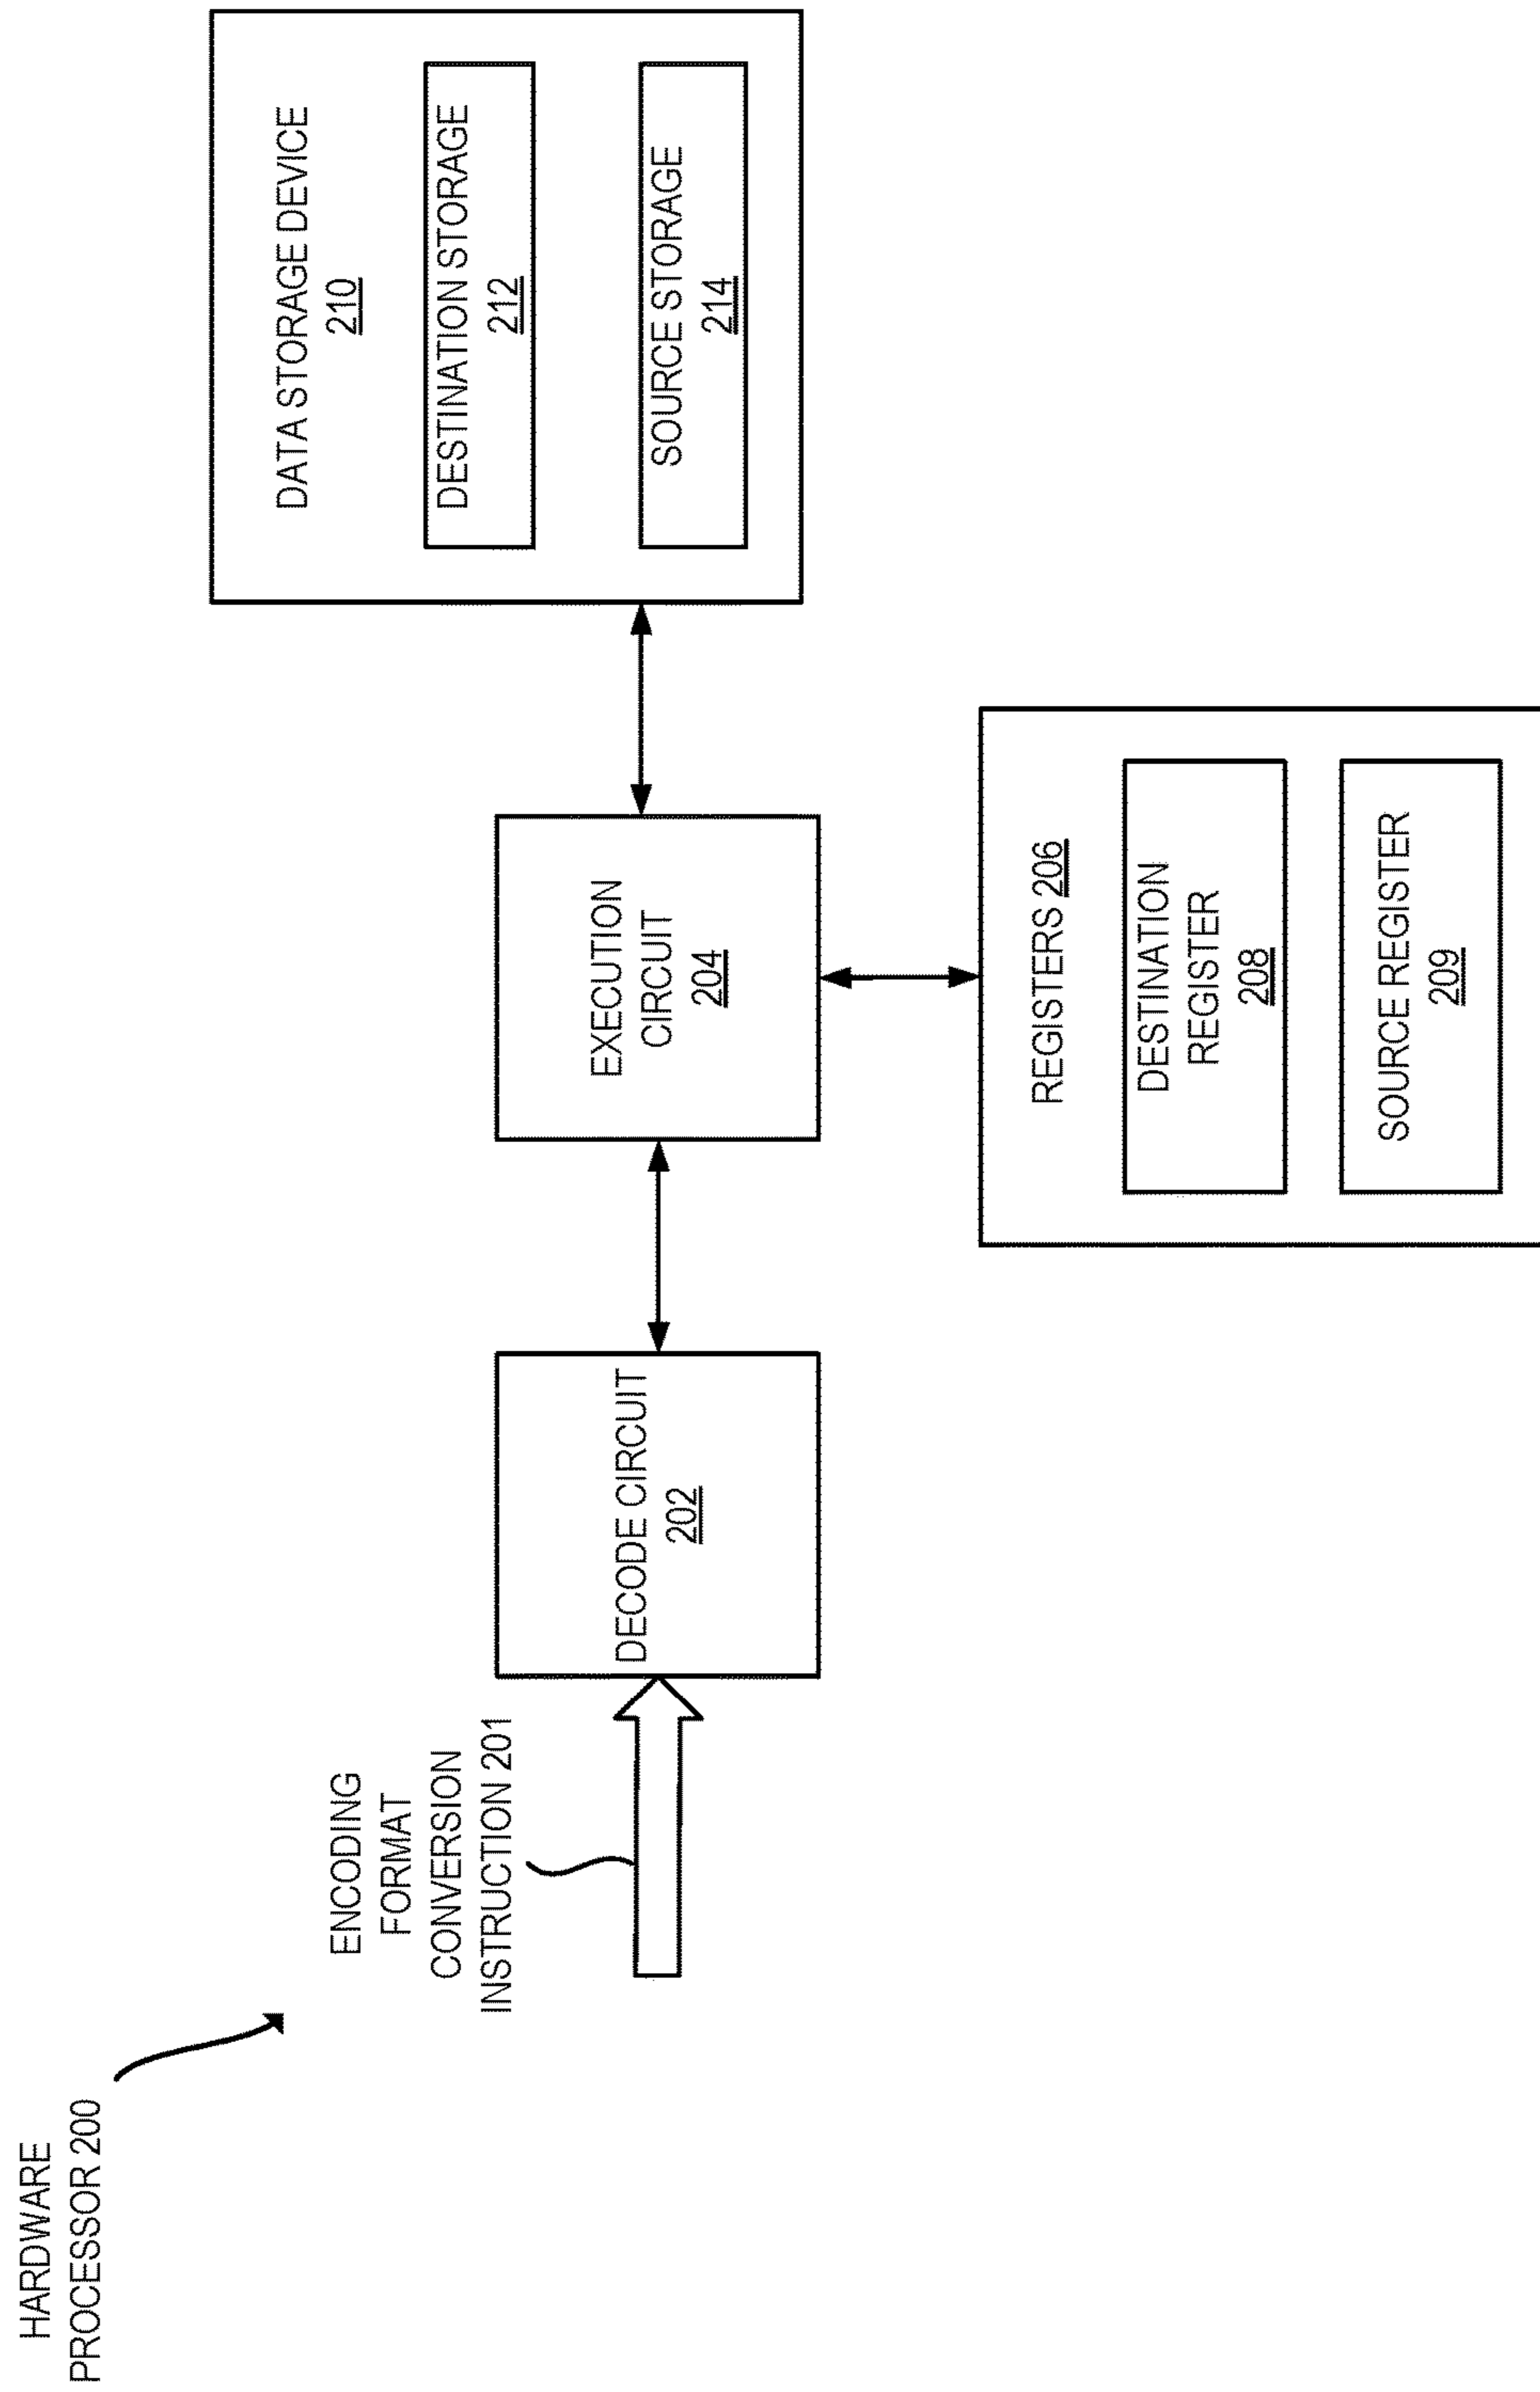 HARDWARE
PROCESSOR 200
ENCODING
FORMAT
CONVERSION
INSTRUCTION 201
DECODE CIRCUIT
202
EXECUTION
CIRCUIT
204
REGISTERS 206
DESTINATION
REGISTER
208
SOURCE REGISTER
209
DATA STORAGE DEVICE
210
DESTINATION STORAGE
212
SOURCE STORAGE
214